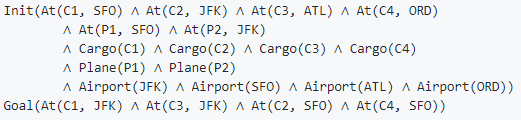 Init(At(C1, SFO) ∧ At(C2, JFK) ∧ At(C3, ATL) ∧ At(C4, ORD)
∧ At(P1, SFO) ∧ At(P2, JFK)
∧ Cargo(C1) ∧ Cargo(C2) ∧ Cargo(C3) ∧ Cargo(C4)
∧ Plane(P1) ∧ Plane(P2)
∧ Airport(JFK) ∧ Airport(SFO) ∧ Airport(ATL) ∧ Airport(ORD))
Goal(At(C1, JFK) ∧ At(C3, JFK) ∧ At(C2, SFO) ∧ At(C4, SFO))